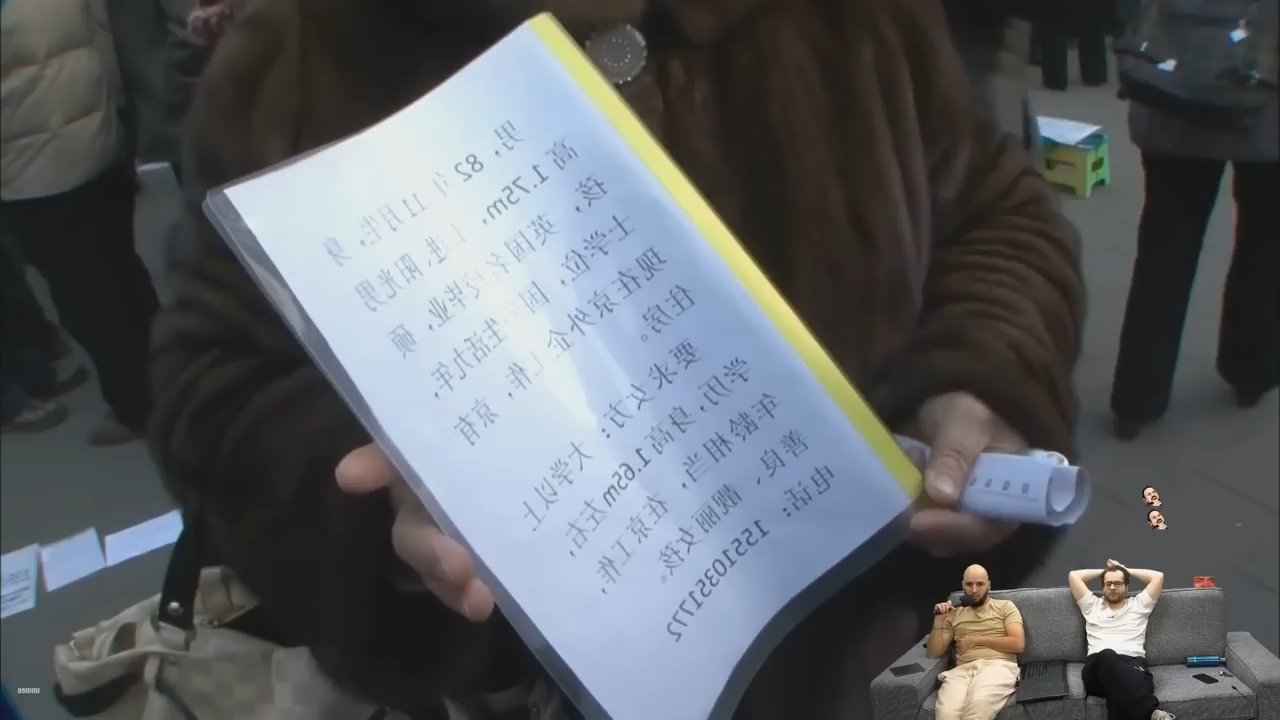 男，82年11月生，身
高1.75m，上进、阳光男
孩，英国名校毕业，硕
士学位，国 生活九年，
现在京外企工作，京有
住房。
要求女方：大学以上
学历，身高1.65m左右，
年龄相当，在京工作，
善良、靓丽女孩。
电话：15510351772